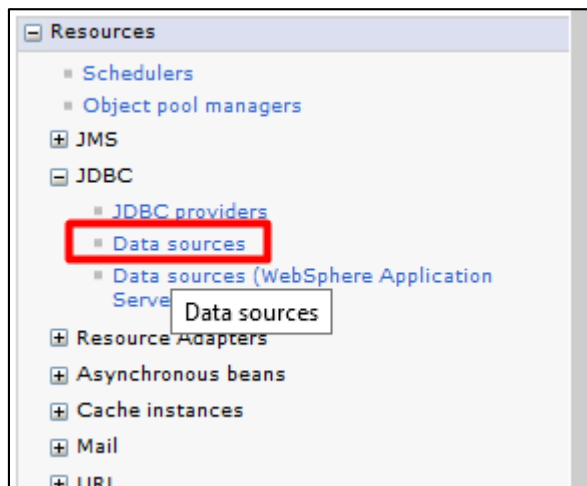 Resources
Schedulers
Object pool managers
JMS
JDBC
JDBC providers
Data sources
Data sources (WebSphere Application
Serve
Data sources
Resource Adapters
Asynchronous beans
Cache instances
Mail
URL